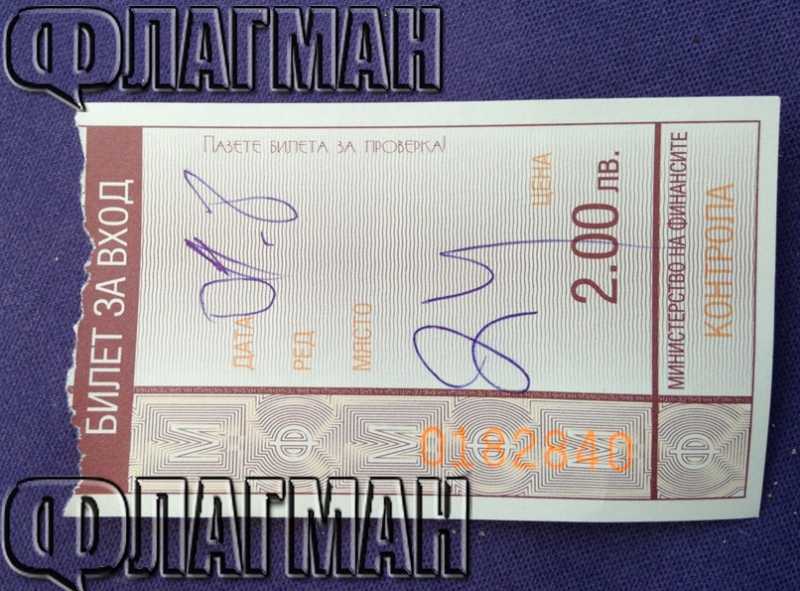 ФЛАГМАН
Пазете билета за проверка!
БИЛЕТ ЗА ВХОД
ДАТА
РЕД
МЯСТО
ЦЕНА
2.00 лв.
МИНИСТЕРСТВО НА ФИНАНСИТЕ
КОНТРОЛА
М Ф М Ф М Ф
0182840
ФЛАГМАН